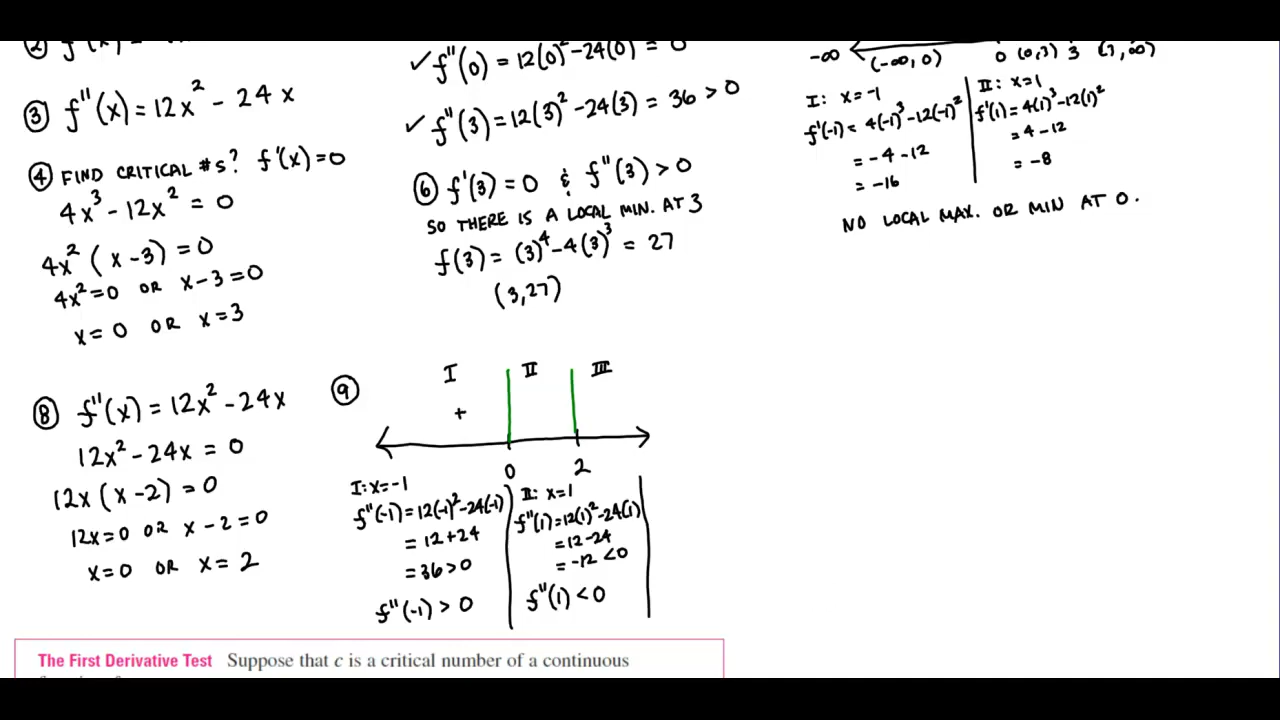 ③ f''(x) = 12x² - 24x
④ FIND CRITICAL #s? f'(x) = 0
4x³ - 12x² = 0
4x² (x - 3) = 0
4x² = 0 OR x - 3 = 0
x = 0 OR x = 3
✓ f''(0) = 12(0)² - 24(0) = 0
✓ f''(3) = 12(3)² - 24(3) = 36 > 0
⑥ f'(3) = 0 & f''(3) > 0
SO THERE IS A LOCAL MIN. AT 3
f(3) = (3)⁴ - 4(3)³ = 27
(3, 27)
-∞ (-∞, 0) 0 (0, 3) 3 (3, ∞)
I: x = -1
f'(-1) = 4(-1)³ - 12(-1)²
= -4 - 12
= -16
II: x = 1
f'(1) = 4(1)³ - 12(1)²
= 4 - 12
= -8
NO LOCAL MAX. OR MIN AT 0.
⑧ f''(x) = 12x² - 24x
12x² - 24x = 0
12x (x - 2) = 0
12x = 0 OR x - 2 = 0
x = 0 OR x = 2
⑨
I II III
+
0 2
I: x = -1
f''(-1) = 12(-1)² - 24(-1)
= 12 + 24
= 36 > 0
f''(-1) > 0
II: x = 1
f''(1) = 12(1)² - 24(1)
= 12 - 24
= -12 < 0
f''(1) < 0
The First Derivative Test Suppose that c is a critical number of a continuous